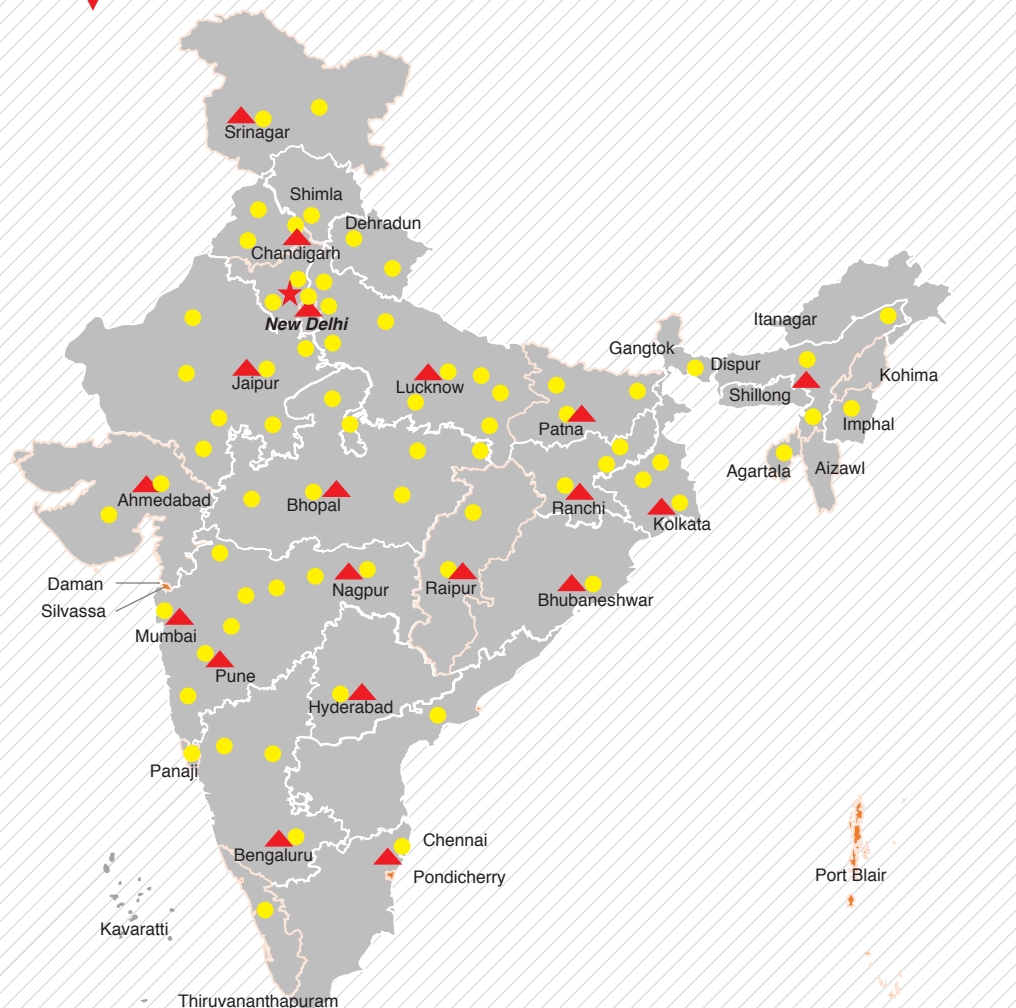 Srinagar
Shimla
Dehradun
Chandigarh
New Delhi
Itanagar
Gangtok
Dispur
Kohima
Jaipur
Lucknow
Shillong
Imphal
Patna
Agartala
Aizawl
Ahmedabad
Bhopal
Ranchi
Kolkata
Daman
Nagpur
Raipur
Bhubaneshwar
Silvassa
Mumbai
Pune
Hyderabad
Panaji
Bengaluru
Chennai
Pondicherry
Port Blair
Kavaratti
Thiruvananthapuram